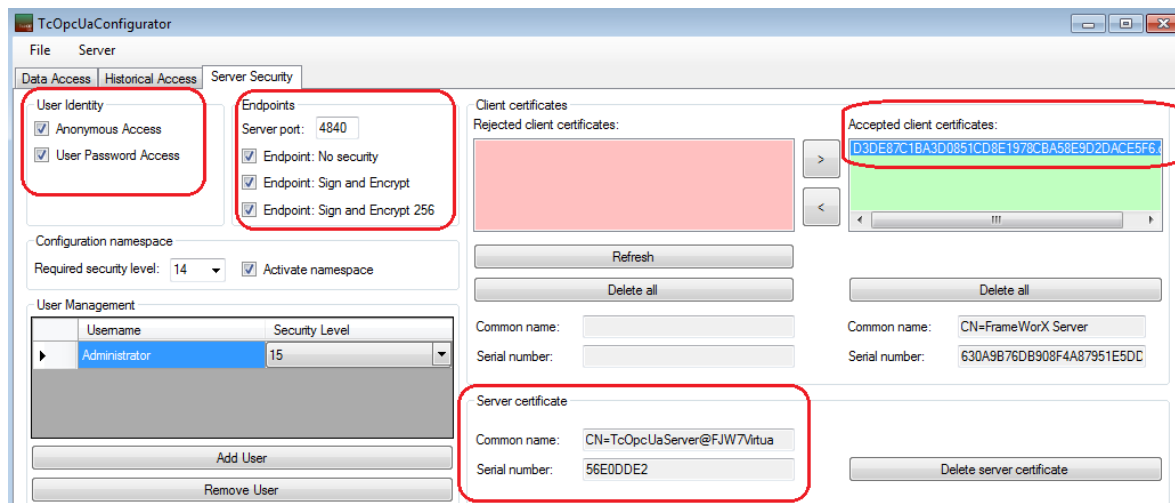 TcOpcUaConfigurator
File Server
Data Access Historical Access Server Security
User Identity
Anonymous Access
User Password Access
Endpoints
Server port: 4840
Endpoint: No security
Endpoint: Sign and Encrypt
Endpoint: Sign and Encrypt 256
Configuration namespace
Required security level: 14 Activate namespace
User Management
Username Security Level
Administrator 15
Add User
Remove User
Client certificates
Rejected client certificates:
>
<
Refresh
Delete all
Common name:
Serial number:
Accepted client certificates:
D3DE87C1BA3D0851CD8E1978CBA58E9D2DACE5F6.
Delete all
Common name: CN=FrameWorX Server
Serial number: 630A9B76DB908F4A87951E5DD
Server certificate
Common name: CN=TcOpcUaServer@FJW7Virtua
Serial number: 56E0DDE2
Delete server certificate